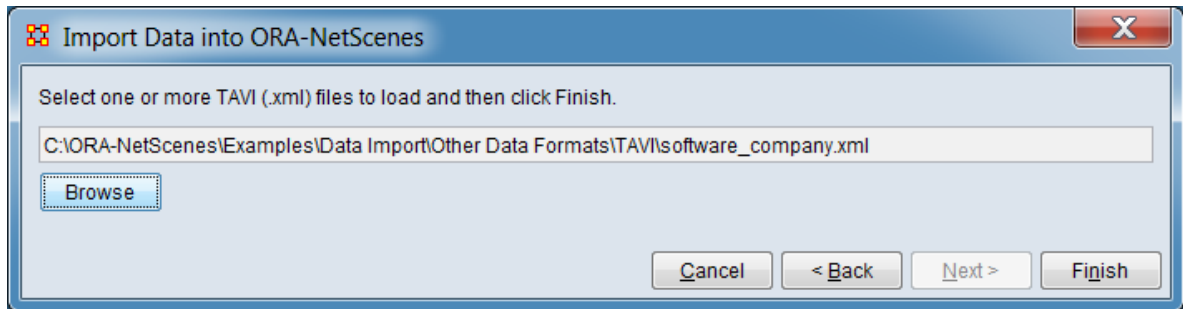 Import Data into ORA-NetScenes
X
Select one or more TAVI (.xml) files to load and then click Finish.
C:\ORA-NetScenes\Examples\Data Import\Other Data Formats\TAVI\software_company.xml
Browse
Cancel < Back Next > Finish